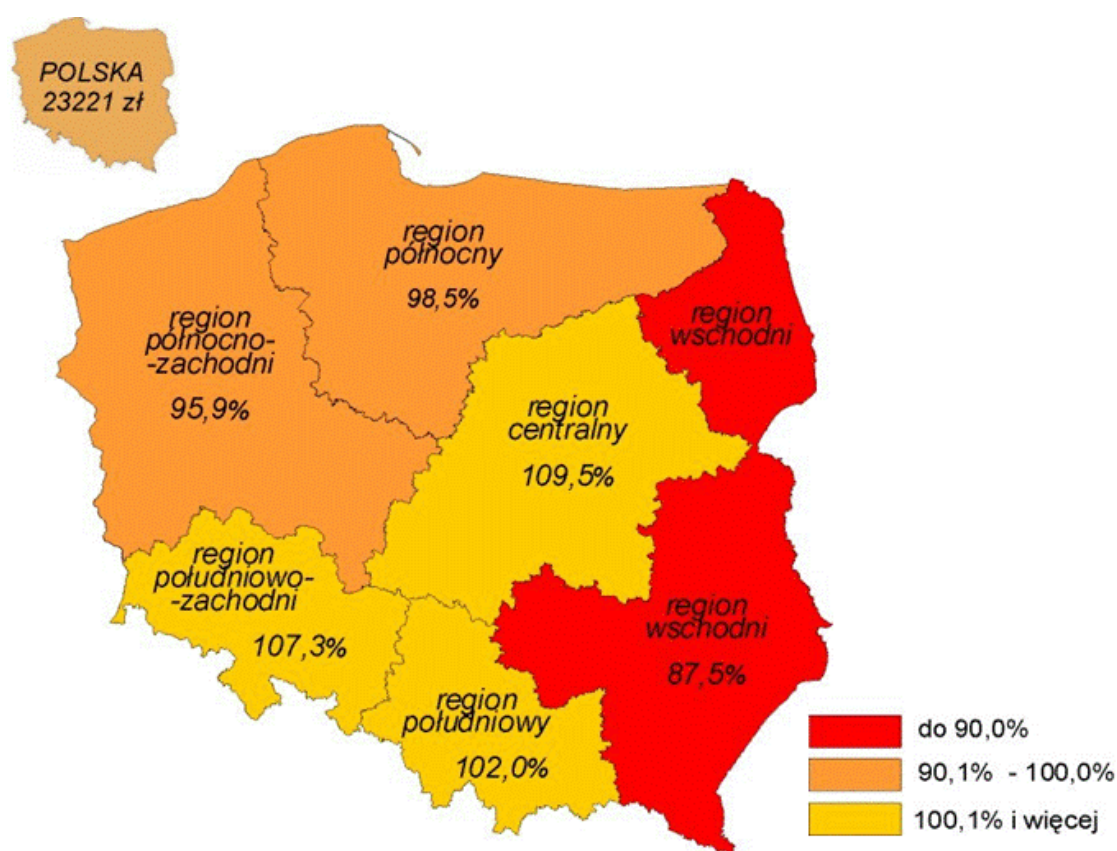 POLSKA
23221 zł
region
północny
98,5%
region
północno-
-zachodni
95,9%
region
wschodni
region
centralny
109,5%
region
południowo-
-zachodni
107,3%
region
wschodni
87,5%
region
południowy
102,0%
do 90,0%
90,1% - 100,0%
100,1% i więcej